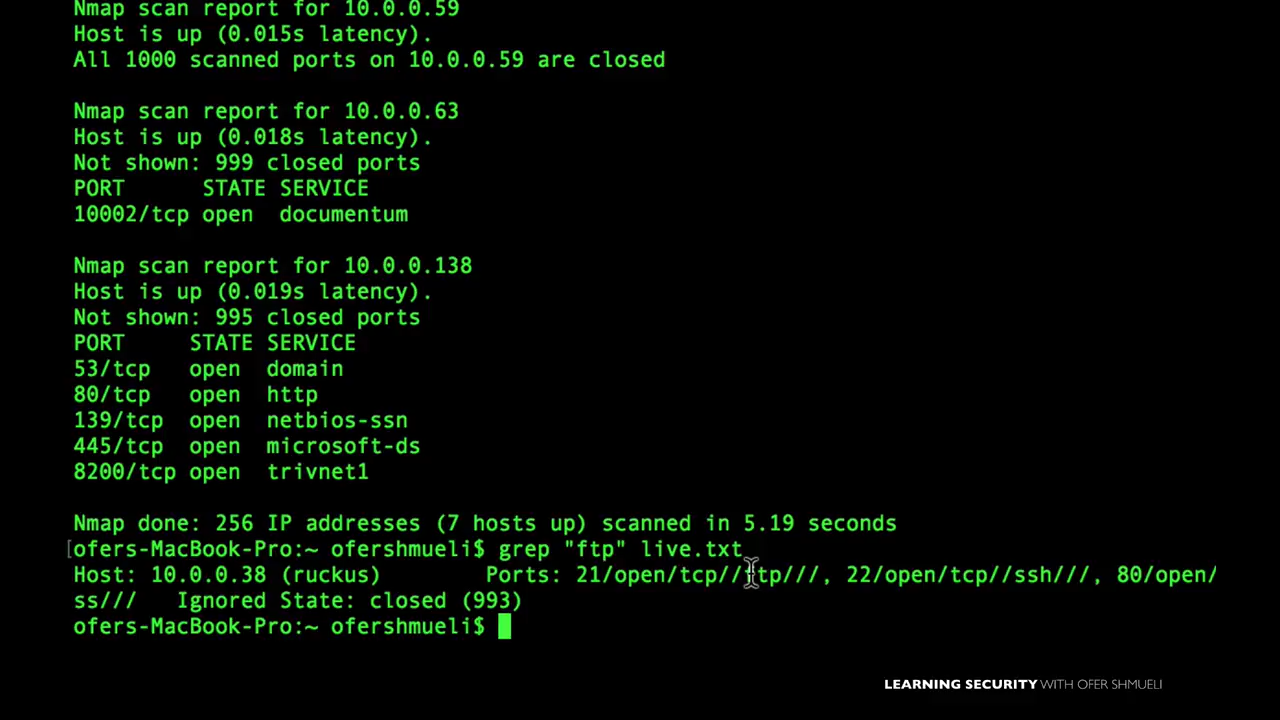 Nmap scan report for 10.0.0.59
Host is up (0.015s latency).
All 1000 scanned ports on 10.0.0.59 are closed
Nmap scan report for 10.0.0.63
Host is up (0.018s latency).
Not shown: 999 closed ports
PORT      STATE SERVICE
10002/tcp open  documentum
Nmap scan report for 10.0.0.138
Host is up (0.019s latency).
Not shown: 995 closed ports
PORT     STATE SERVICE
53/tcp   open  domain
80/tcp   open  http
139/tcp  open  netbios-ssn
445/tcp  open  microsoft-ds
8200/tcp open  trivnet1
Nmap done: 256 IP addresses (7 hosts up) scanned in 5.19 seconds
[ofers-MacBook-Pro:~ ofershmueli$ grep "ftp" live.txt
Host: 10.0.0.38 (ruckus)        Ports: 21/open/tcp//ftp///, 22/open/tcp//ssh///, 80/open/
ss///   Ignored State: closed (993)
ofers-MacBook-Pro:~ ofershmueli$
LEARNING SECURITY WITH OFER SHMUELI